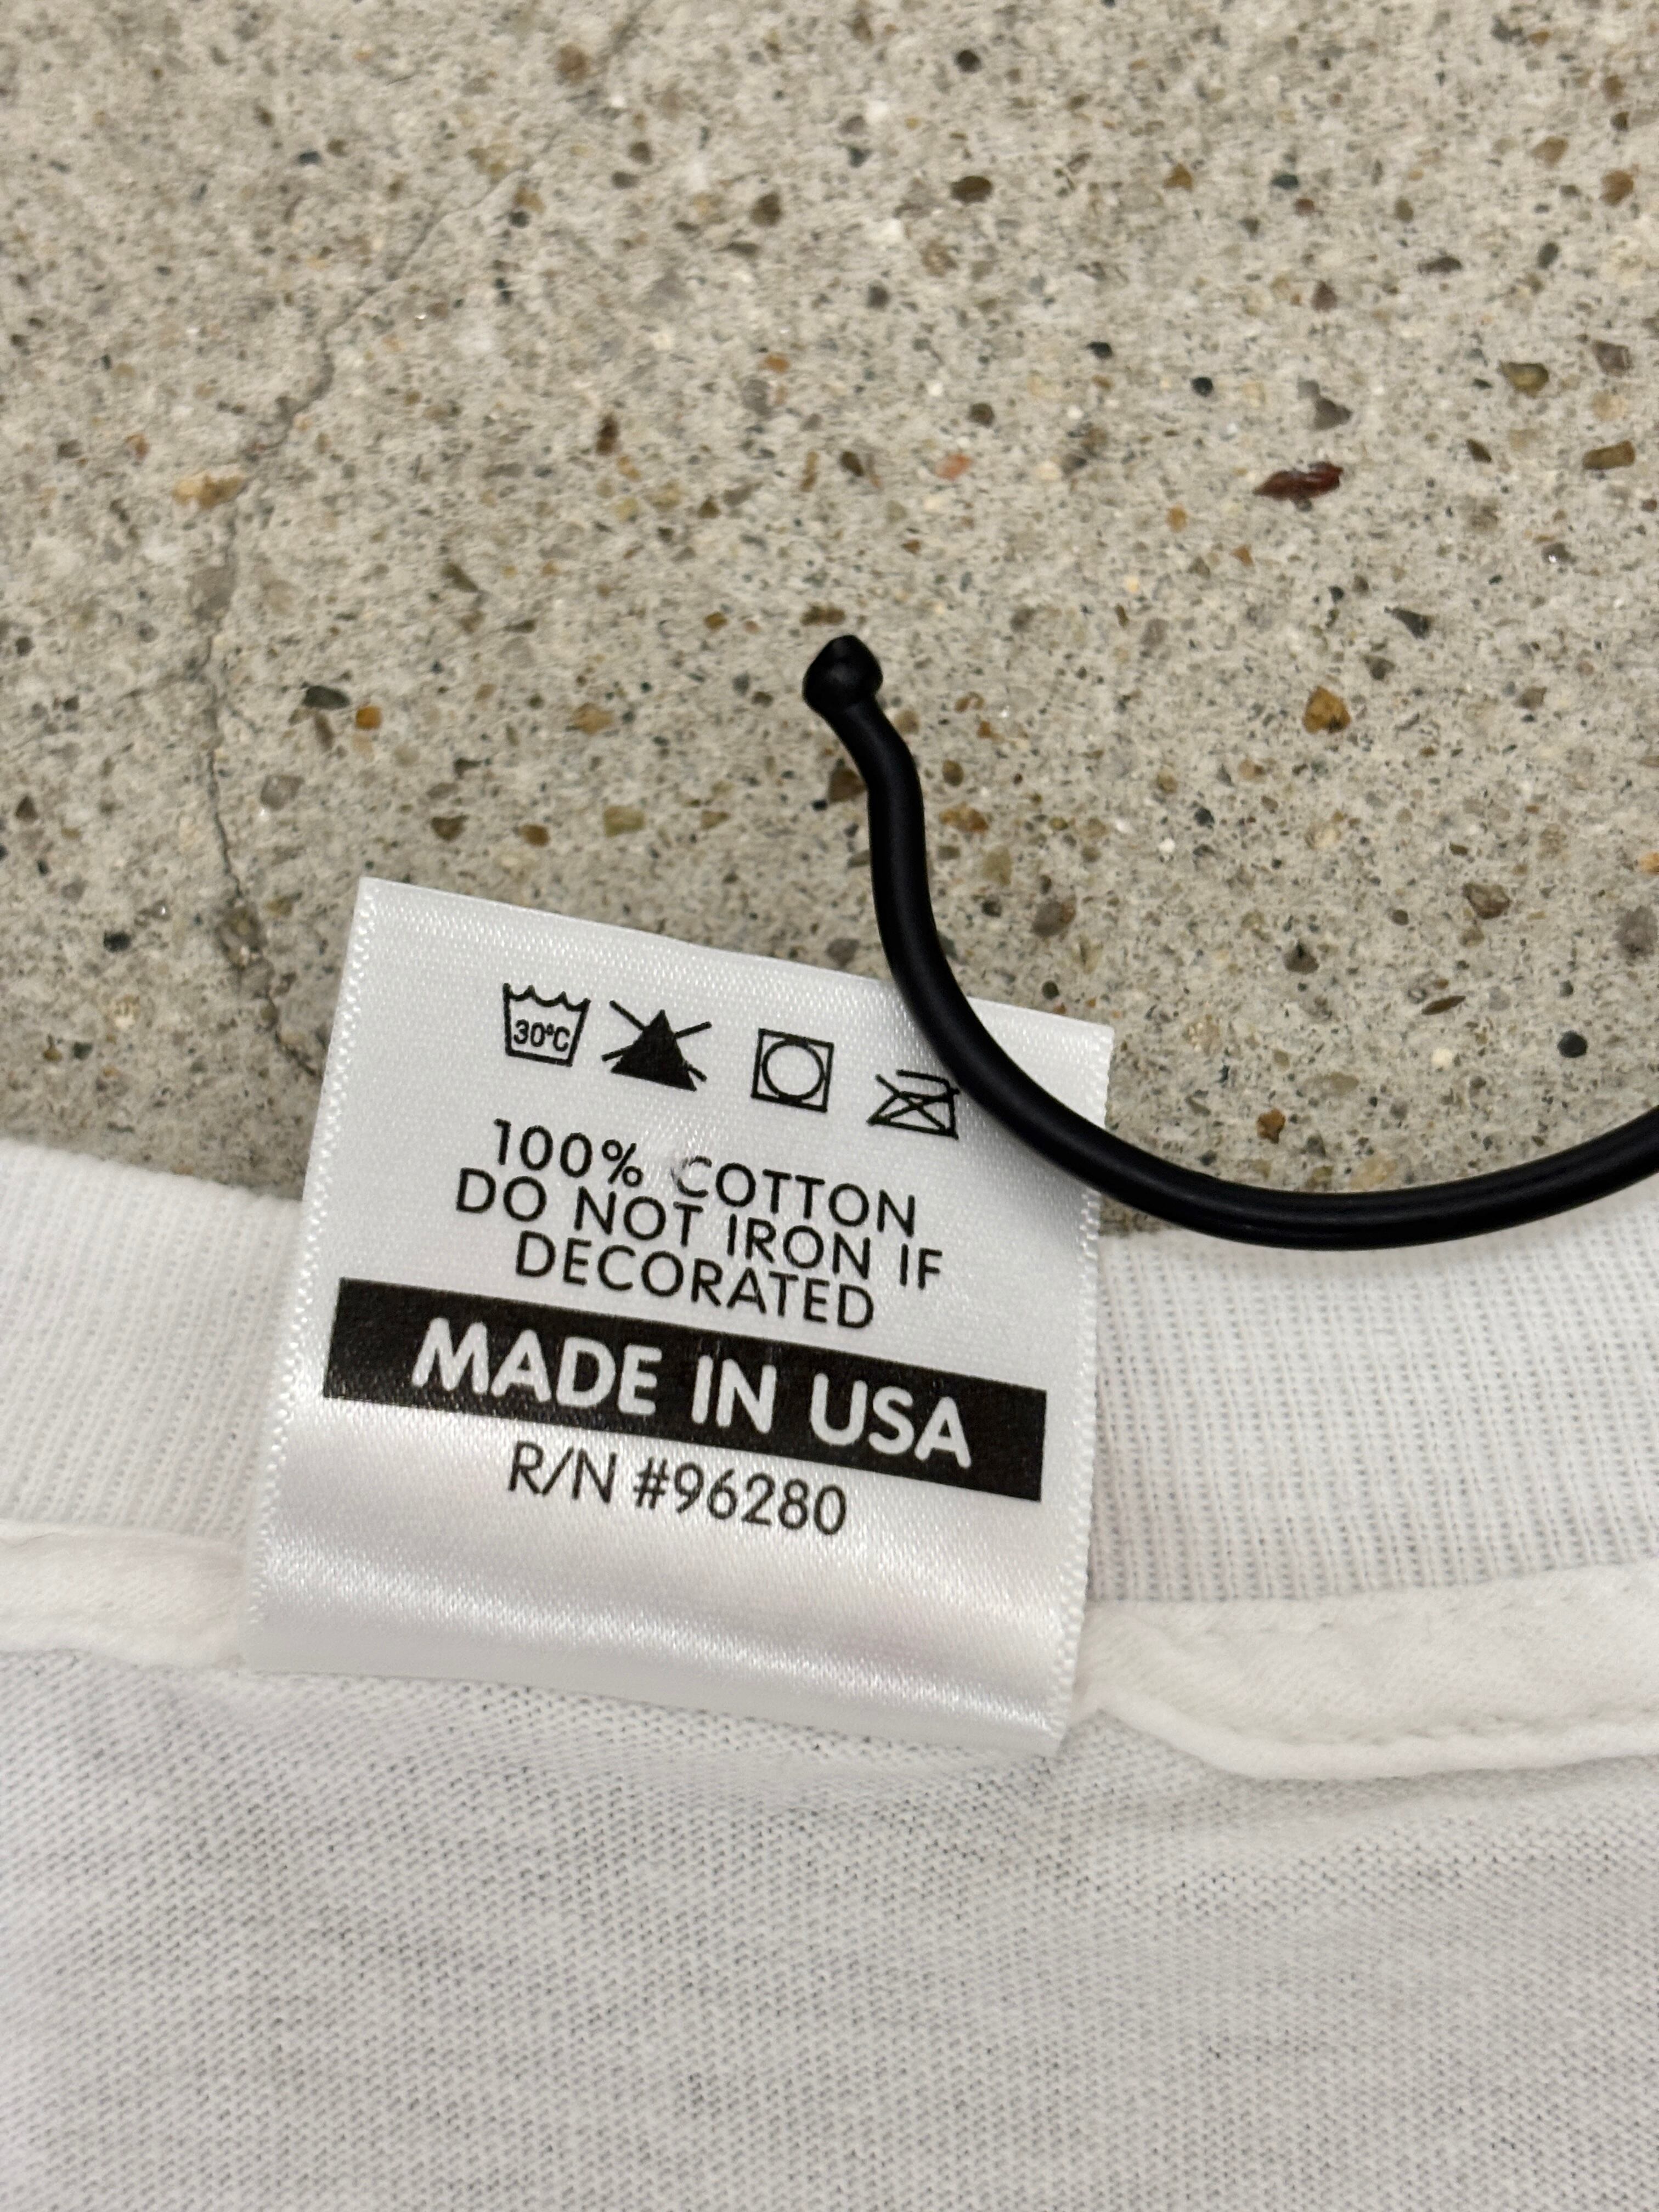 30°C
100% COTTON
DO NOT IRON IF
DECORATED
MADE IN USA
R/N #96280